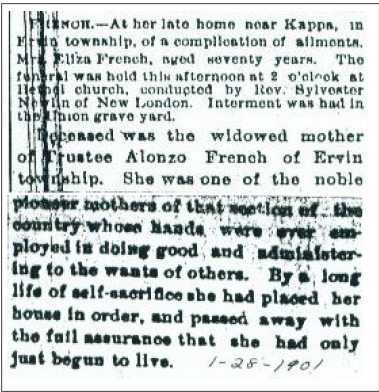 FRENCH.—At her late home near Kappa, in
Ervin township, of a complication of ailments,
Mrs. Eliza French, aged seventy years. The
funeral was held this afternoon at 2 o'clock at
Bethel church, conducted by Rev. Sylvester
Newlin of New London. Interment was had in
the Union grave yard.
Deceased was the widowed mother
of Trustee Alonzo French of Ervin
township. She was one of the noble
pioneer mothers of that section of the
country whose hands were ever em-
ployed in doing good and administer-
ing to the wants of others. By a long
life of self-sacrifice she had placed her
house in order, and passed away with
the full assurance that she had only
just begun to live. 1-28-1901